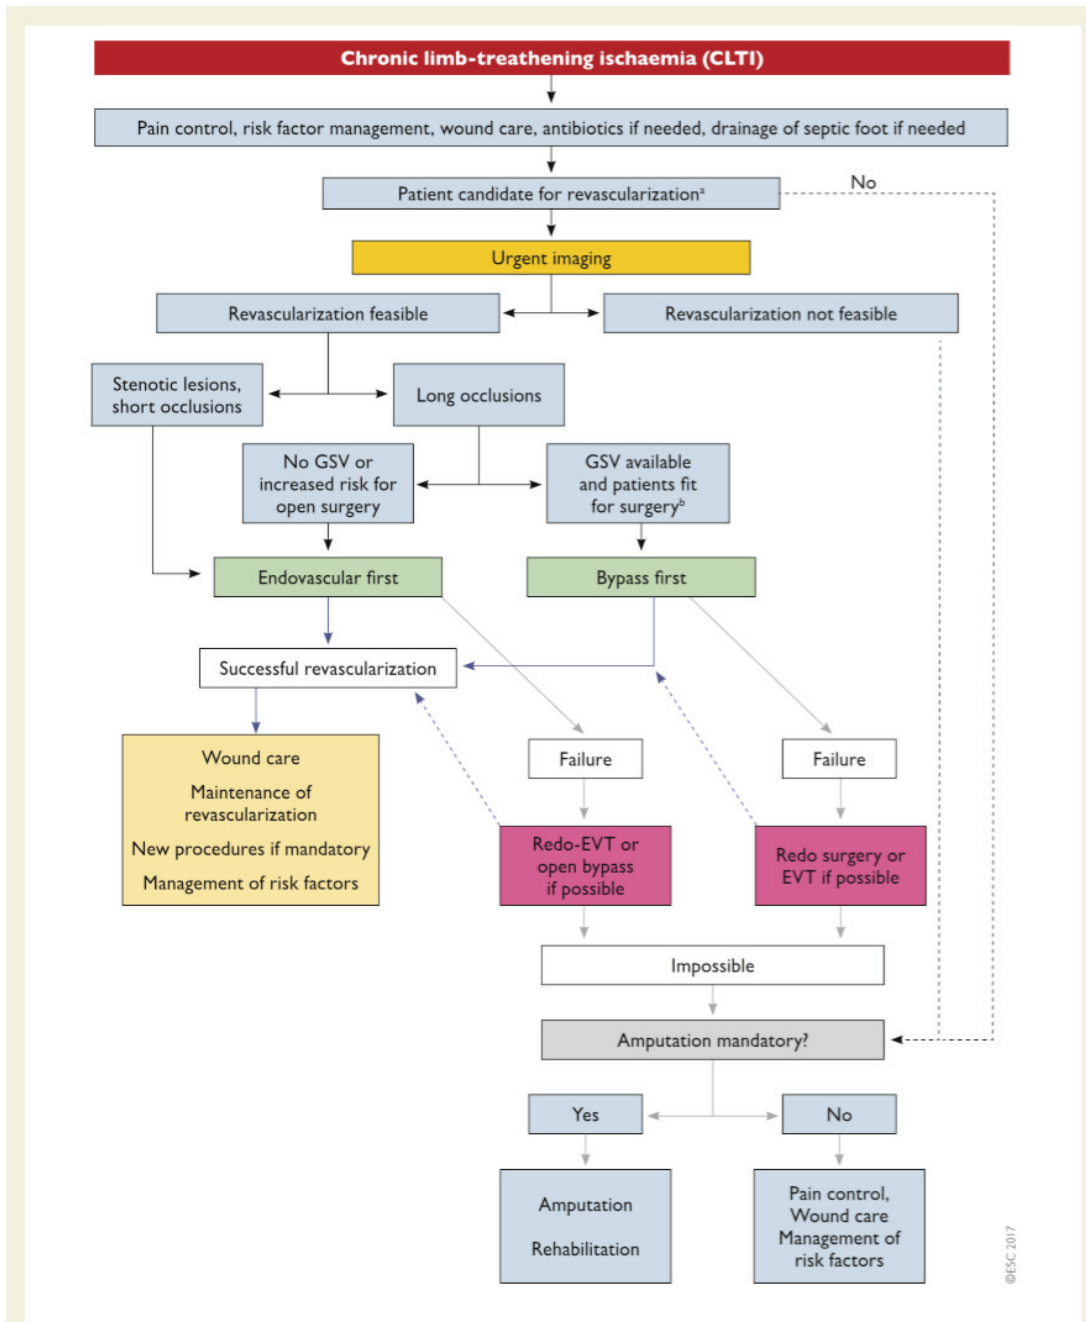 Chronic limb-treathening ischaemia (CLTI)
Pain control, risk factor management, wound care, antibiotics if needed, drainage of septic foot if needed
Patient candidate for revascularizationᵃ
No
Urgent imaging
Revascularization feasible
Revascularization not feasible
Stenotic lesions,
short occlusions
Long occlusions
No GSV or
increased risk for
open surgery
GSV available
and patients fit
for surgeryᵇ
Endovascular first
Bypass first
Successful revascularization
Wound care
Maintenance of
revascularization
New procedures if mandatory
Management of risk factors
Failure
Failure
Redo-EVT or
open bypass
if possible
Redo surgery or
EVT if possible
Impossible
Amputation mandatory?
Yes
No
Amputation
Rehabilitation
Pain control,
Wound care
Management of
risk factors
©ESC 2017